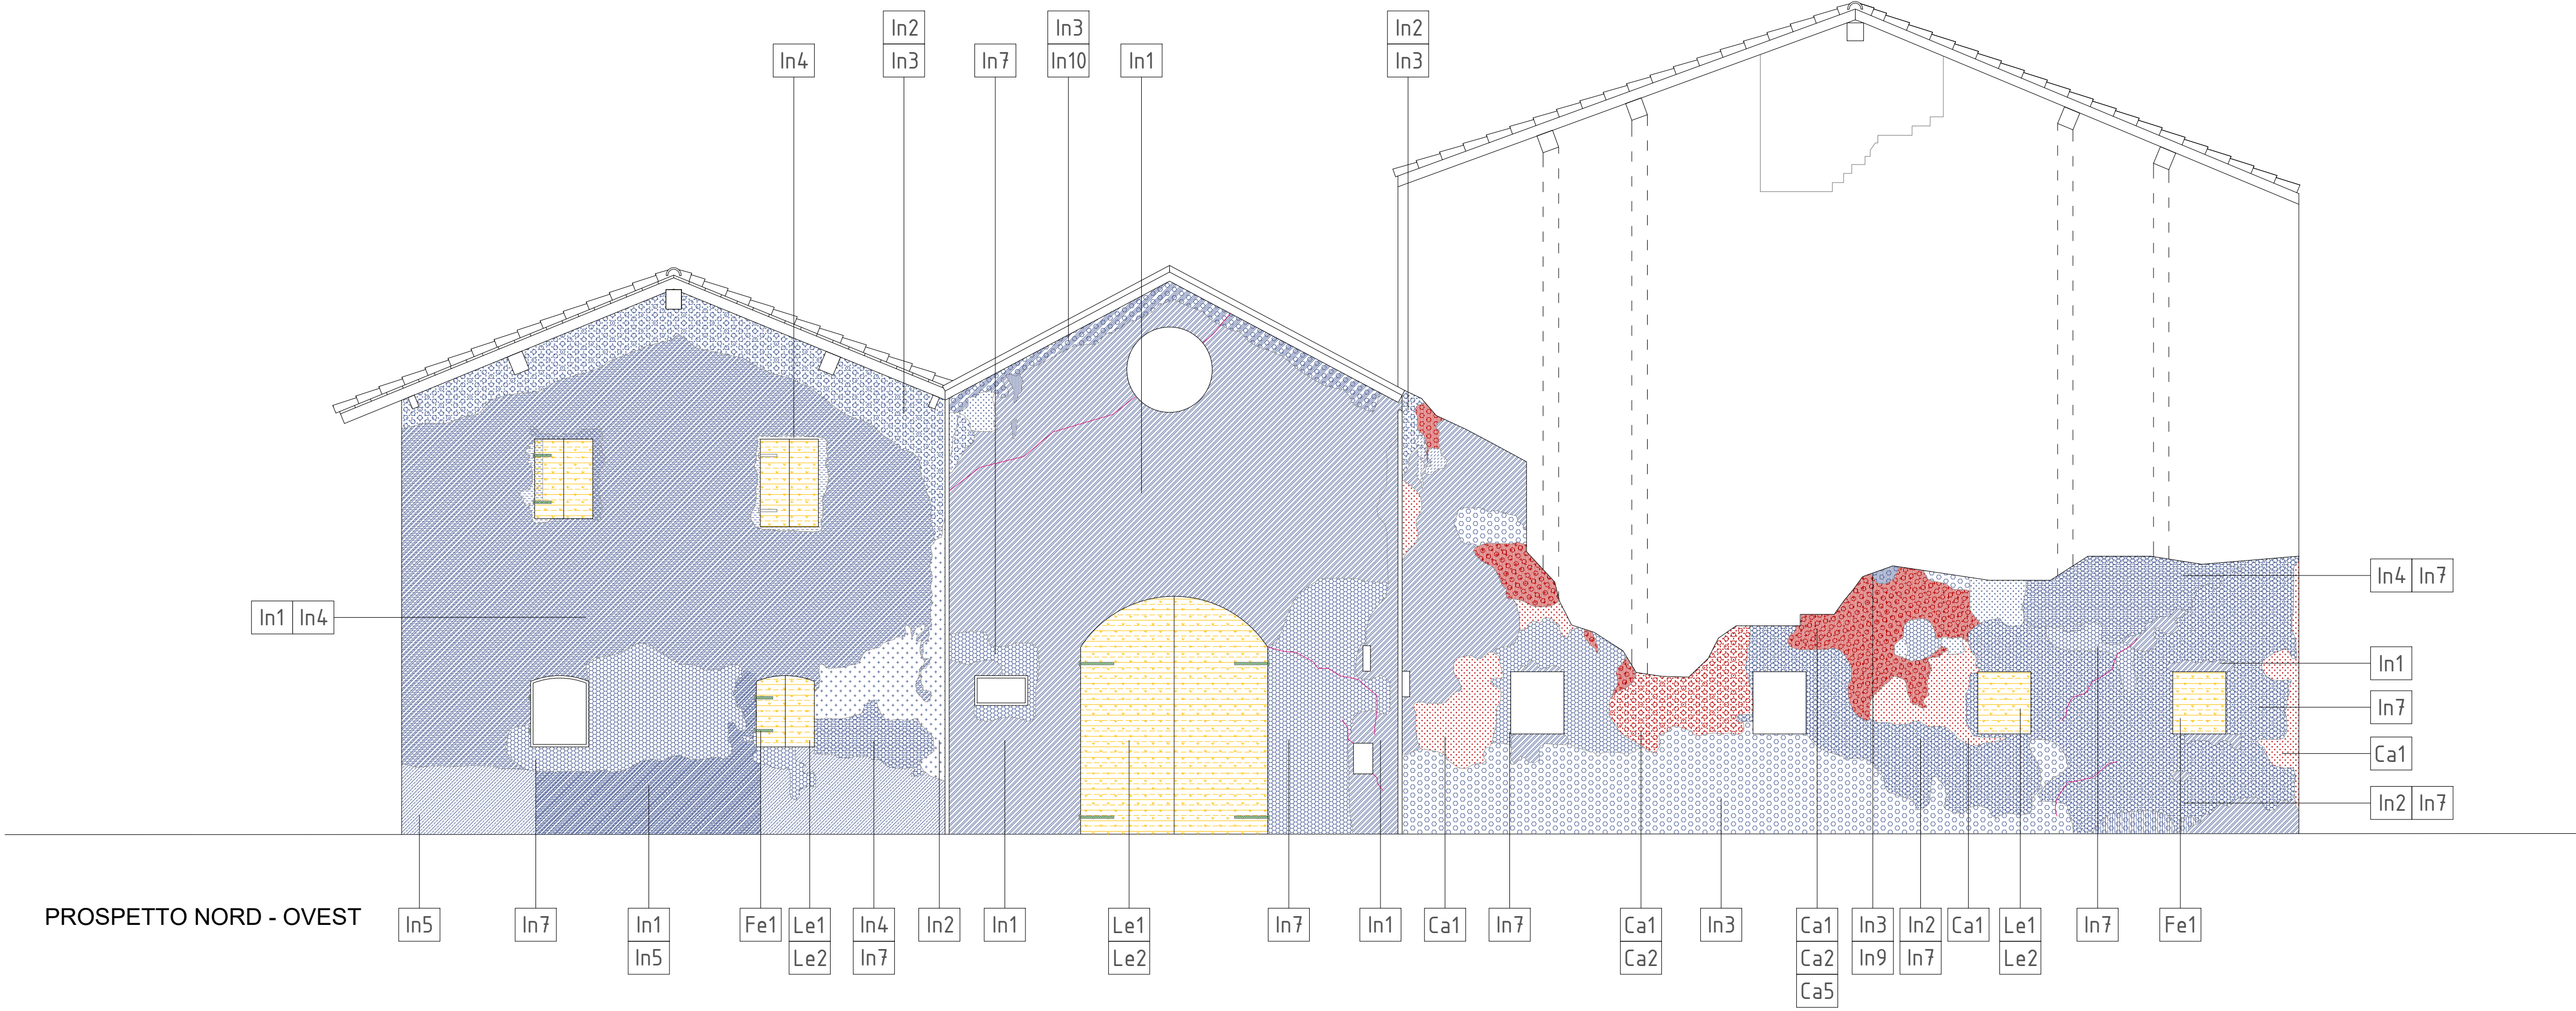 In2
In3
In3
In10
In4
In7
In1
In2
In3
In1 In4
In4 In7
In1
In7
Ca1
In2 In7
PROSPETTO NORD - OVEST
In5
In7
In1
In5
Fe1
Le1
Le2
In4
In7
In2
In1
Le1
Le2
In7
In1
Ca1
In7
Ca1
Ca2
In3
Ca1
Ca2
Ca5
In3
In9
In2
In7
Ca1
Le1
Le2
In7
Fe1